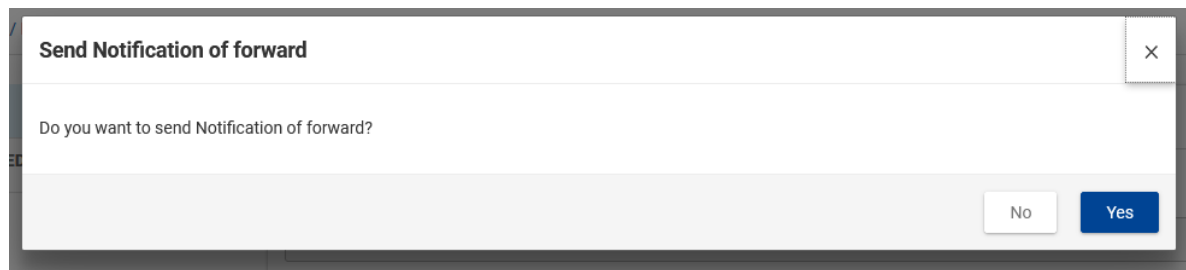 Send Notification of forward
Do you want to send Notification of forward?
No
Yes